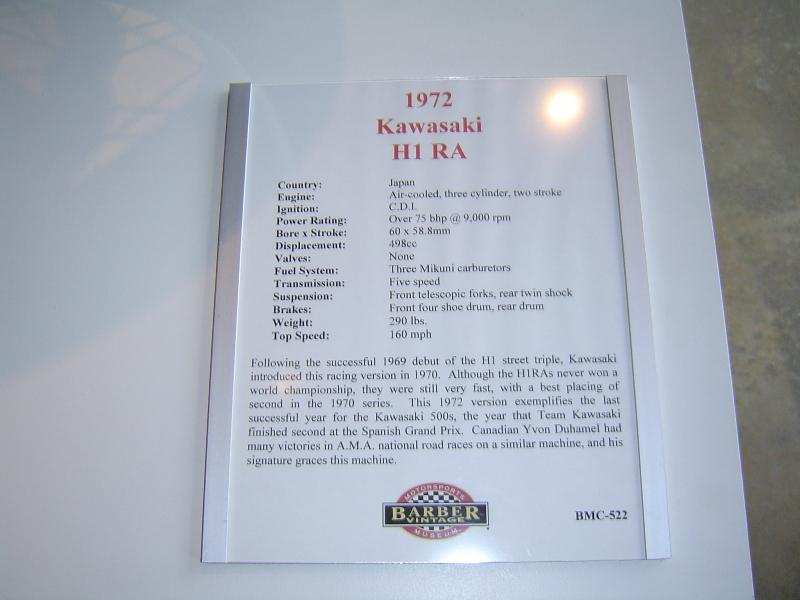 1972
Kawasaki
H1 RA
Country: Japan
Engine: Air-cooled, three cylinder, two stroke
Ignition: C.D.I.
Power Rating: Over 75 bhp @ 9,000 rpm
Bore x Stroke: 60 x 58.8mm
Displacement: 498cc
Valves: None
Fuel System: Three Mikuni carburetors
Transmission: Five speed
Suspension: Front telescopic forks, rear twin shock
Brakes: Front four shoe drum, rear drum
Weight: 290 lbs.
Top Speed: 160 mph
Following the successful 1969 debut of the H1 street triple, Kawasaki
introduced this racing version in 1970. Although the H1RAs never won a
world championship, they were still very fast, with a best placing of
second in the 1970 series. This 1972 version exemplifies the last
successful year for the Kawasaki 500s, the year that Team Kawasaki
finished second at the Spanish Grand Prix. Canadian Yvon Duhamel had
many victories in A.M.A. national road races on a similar machine, and his
signature graces this machine.
MOTORSPORTS
BARBER
VINTAGE
MUSEUM
BMC-522